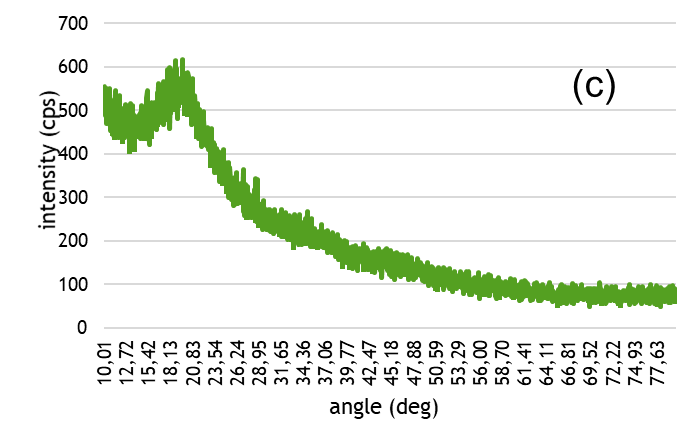 700
600
500
400
300
200
100
0
intensity (cps)
(c)
10,01 12,72 15,42 18,13 20,83 23,54 26,24 28,95 31,65 34,36 37,06 39,77 42,47 45,18 47,88 50,59 53,29 56,00 58,70 61,41 64,11 66,81 69,52 72,22 74,93 77,63
angle (deg)